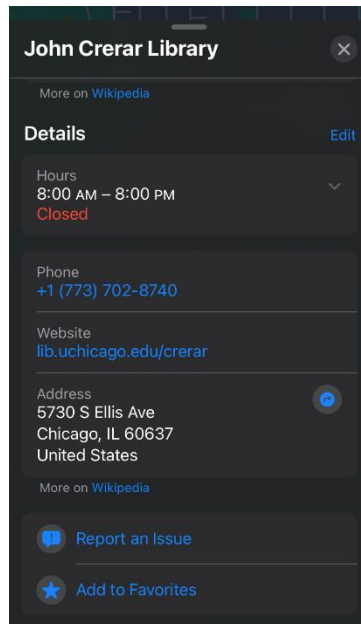 John Crerar Library
More on Wikipedia
Details
Edit
Hours
8:00 AM – 8:00 PM
Closed
Phone
+1 (773) 702-8740
Website
lib.uchicago.edu/crerar
Address
5730 S Ellis Ave
Chicago, IL 60637
United States
More on Wikipedia
Report an Issue
Add to Favorites